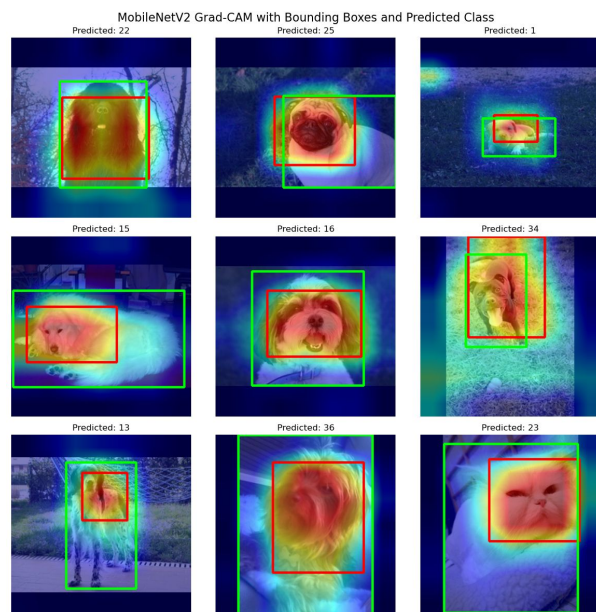 MobileNetV2 Grad-CAM with Bounding Boxes and Predicted Class
Predicted: 22
Predicted: 25
Predicted: 1
Predicted: 15
Predicted: 16
Predicted: 34
Predicted: 13
Predicted: 36
Predicted: 23